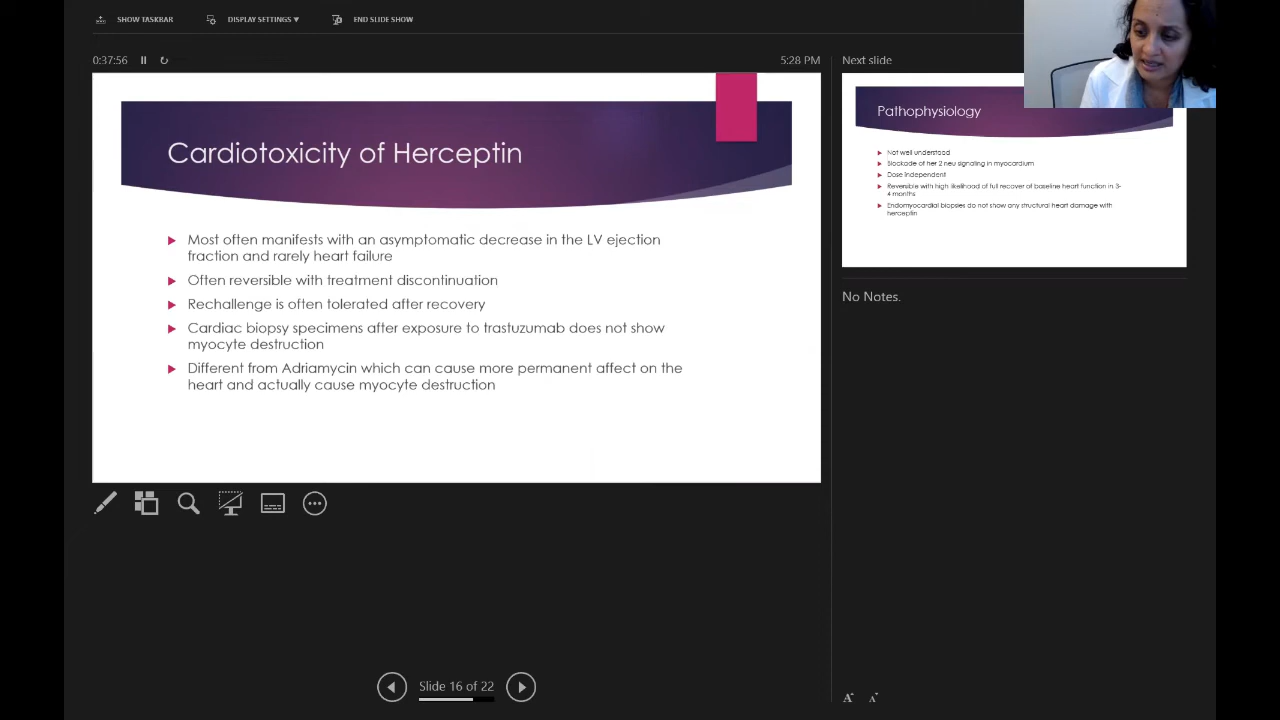 SHOW TASKBAR
DISPLAY SETTINGS ▼
END SLIDE SHOW
0:37:56
5:28 PM
Cardiotoxicity of Herceptin
Most often manifests with an asymptomatic decrease in the LV ejection
fraction and rarely heart failure
Often reversible with treatment discontinuation
Rechallenge is often tolerated after recovery
Cardiac biopsy specimens after exposure to trastuzumab does not show
myocyte destruction
Different from Adriamycin which can cause more permanent affect on the
heart and actually cause myocyte destruction
Next slide
Pathophysiology
Not well understood
Blockade of her 2 neu signaling in myocardium
Dose independent
Reversible with high likelihood of full recover of baseline heart function in 3-
4 months
Endomyocardial biopsies do not show any structural heart damage with
herceptin
No Notes.
Slide 16 of 22
A A